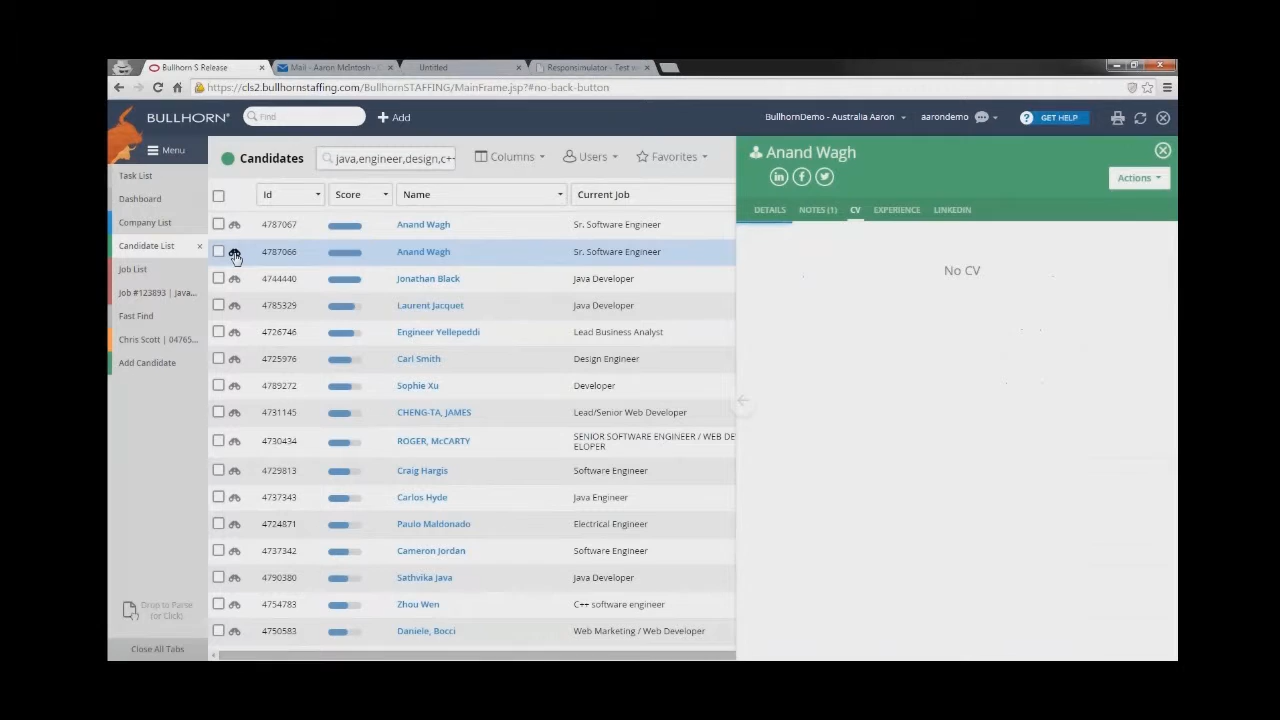 Bullhorn S Release
Mail - Aaron McIntosh -
Untitled
Responsimulator - Test
https://cls2.bullhornstaffing.com/BullhornSTAFFING/MainFrame.jsp?#no-back-button
BULLHORN®
Find
Add
BullhornDemo - Australia Aaron
aarondemo
? GET HELP
Menu
Task List
Dashboard
Company List
Candidate List
Job List
Job #123893 | Java...
Fast Find
Chris Scott | 04765...
Add Candidate
Drop to Parse
(or Click)
Close All Tabs
Candidates
java,engineer,design,c+
Columns
Users
Favorites
Id Score Name Current Job
4787067 Anand Wagh Sr. Software Engineer
4787066 Anand Wagh Sr. Software Engineer
4744440 Jonathan Black Java Developer
4785329 Laurent Jacquet Java Developer
4726746 Engineer Yellepeddi Lead Business Analyst
4725976 Carl Smith Design Engineer
4789272 Sophie Xu Developer
4731145 CHENG-TA, JAMES Lead/Senior Web Developer
4730434 ROGER, McCARTY SENIOR SOFTWARE ENGINEER / WEB DE
ELOPER
4729813 Craig Hargis Software Engineer
4737343 Carlos Hyde Java Engineer
4724871 Paulo Maldonado Electrical Engineer
4737342 Cameron Jordan Software Engineer
4790380 Sathvika Java Java Developer
4754783 Zhou Wen C++ software engineer
4750583 Daniele, Bocci Web Marketing / Web Developer
Anand Wagh
in f
Actions
DETAILS NOTES (1) CV EXPERIENCE LINKEDIN
No CV